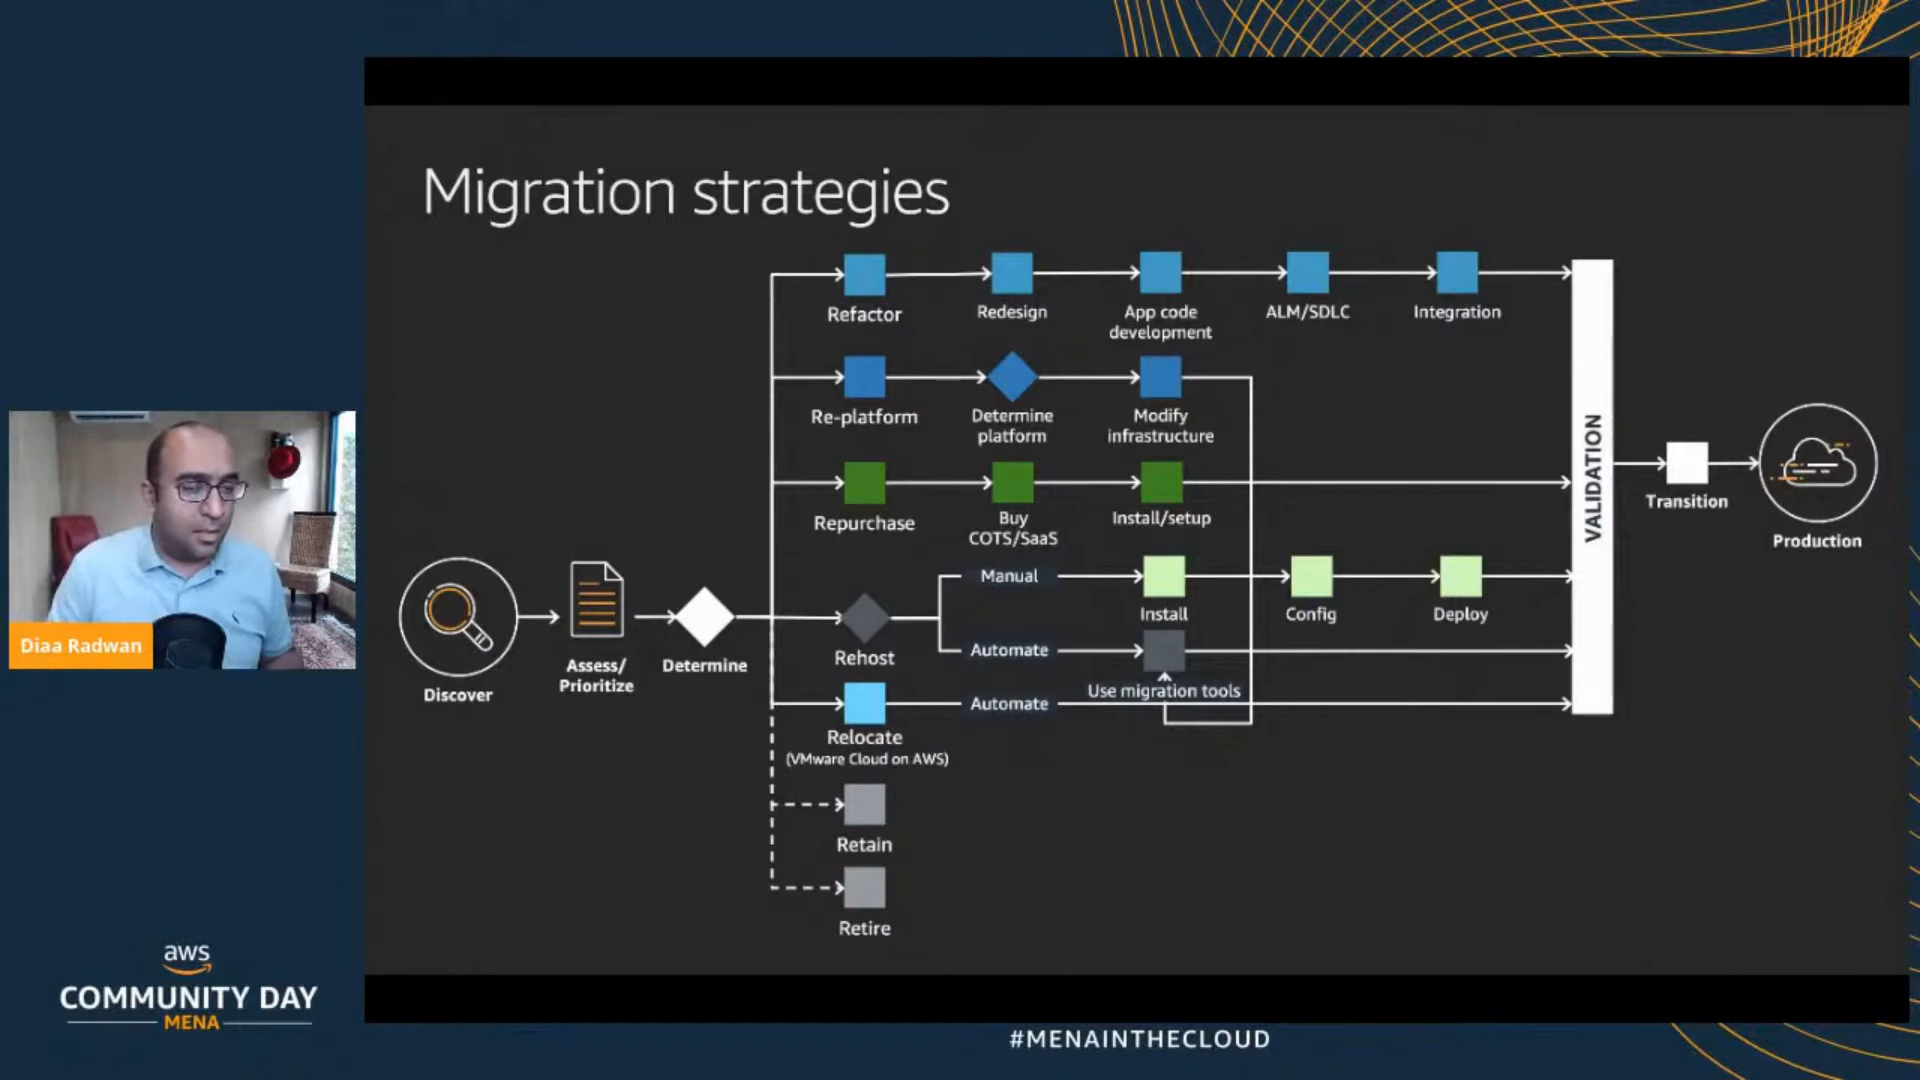 Migration strategies
Refactor
Redesign
App code
development
ALM/SDLC
Integration
Re-platform
Determine
platform
Modify
infrastructure
Repurchase
Buy
COTS/SaaS
Install/setup
VALIDATION
Transition
Production
Discover
Assess/
Prioritize
Determine
Rehost
Manual
Install
Config
Deploy
Automate
Use migration tools
Relocate
(VMware Cloud on AWS)
Automate
Retain
Retire
Diaa Radwan
aws
COMMUNITY DAY
MENA
#MENAINTHECLOUD